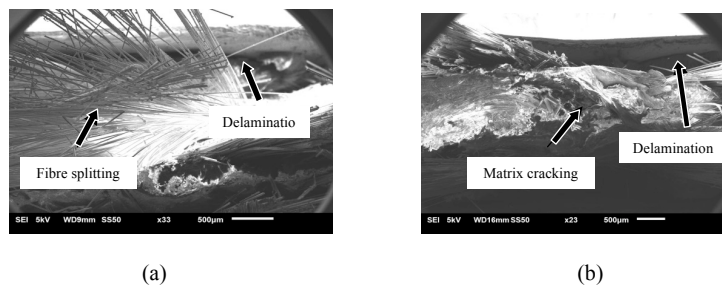 Delaminatio
Fibre splitting
SEI 5kV WD9mm SS50 x33 500µm
(a)
Delamination
Matrix cracking
SEI 5kV WD16mm SS50 x23 500µm
(b)